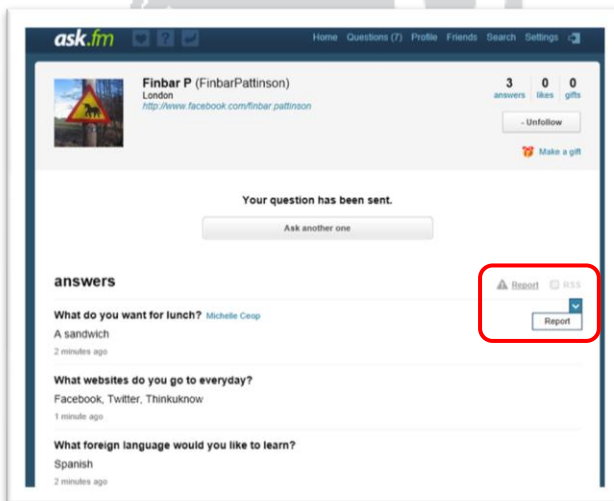 ask.fm
Home Questions (7) Profile Friends Search Settings
Finbar P (FinbarPattinson)
London
http://www.facebook.com/finbar.pattinson
3 0 0
answers likes gifts
- Unfollow
Make a gift
Your question has been sent.
Ask another one
answers
Report RSS
What do you want for lunch? Michelle Ceop
Report
A sandwich
2 minutes ago
What websites do you go to everyday?
Facebook, Twitter, Thinkuknow
1 minute ago
What foreign language would you like to learn?
Spanish
2 minutes ago